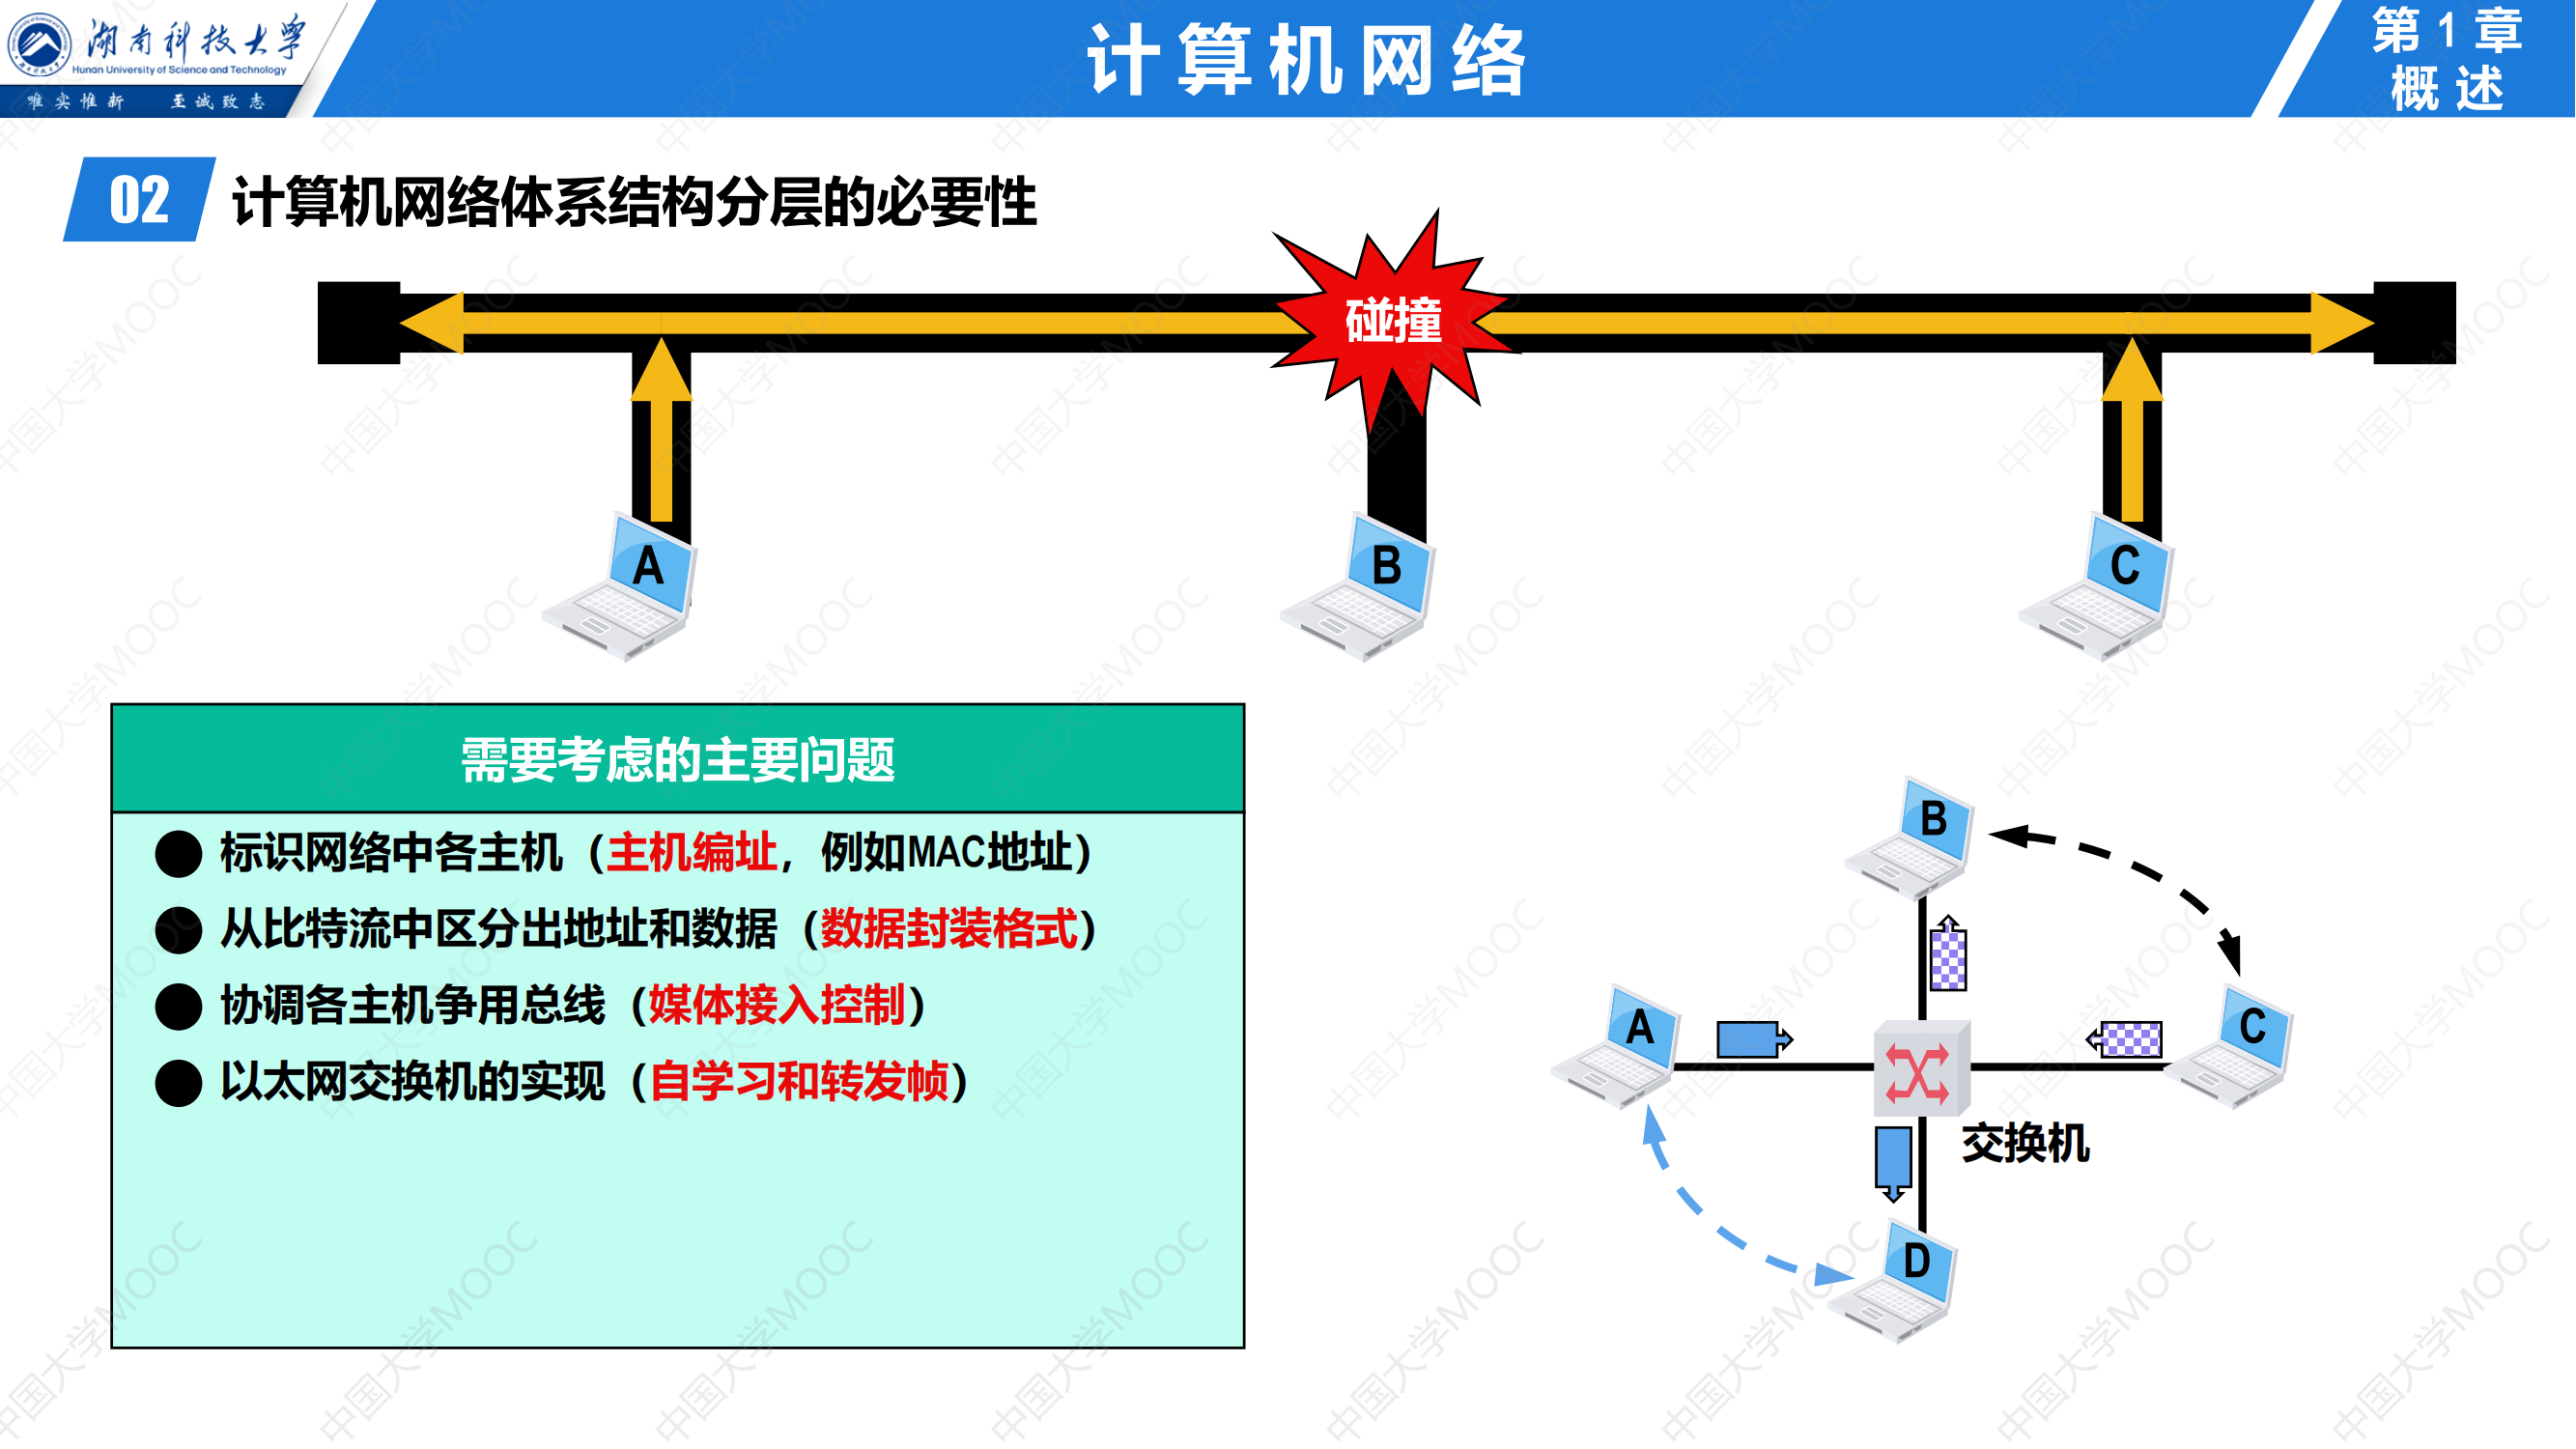 湖南科技大学
Hunan University of Science and Technology
唯实惟新 至诚致志
计算机网络
第1章
概述
02 计算机网络体系结构分层的必要性
碰撞
A
B
C
需要考虑的主要问题
标识网络中各主机（主机编址，例如MAC地址）
从比特流中区分出地址和数据（数据封装格式）
协调各主机争用总线（媒体接入控制）
以太网交换机的实现（自学习和转发帧）
B
A
C
交换机
D
中国大学MOOC